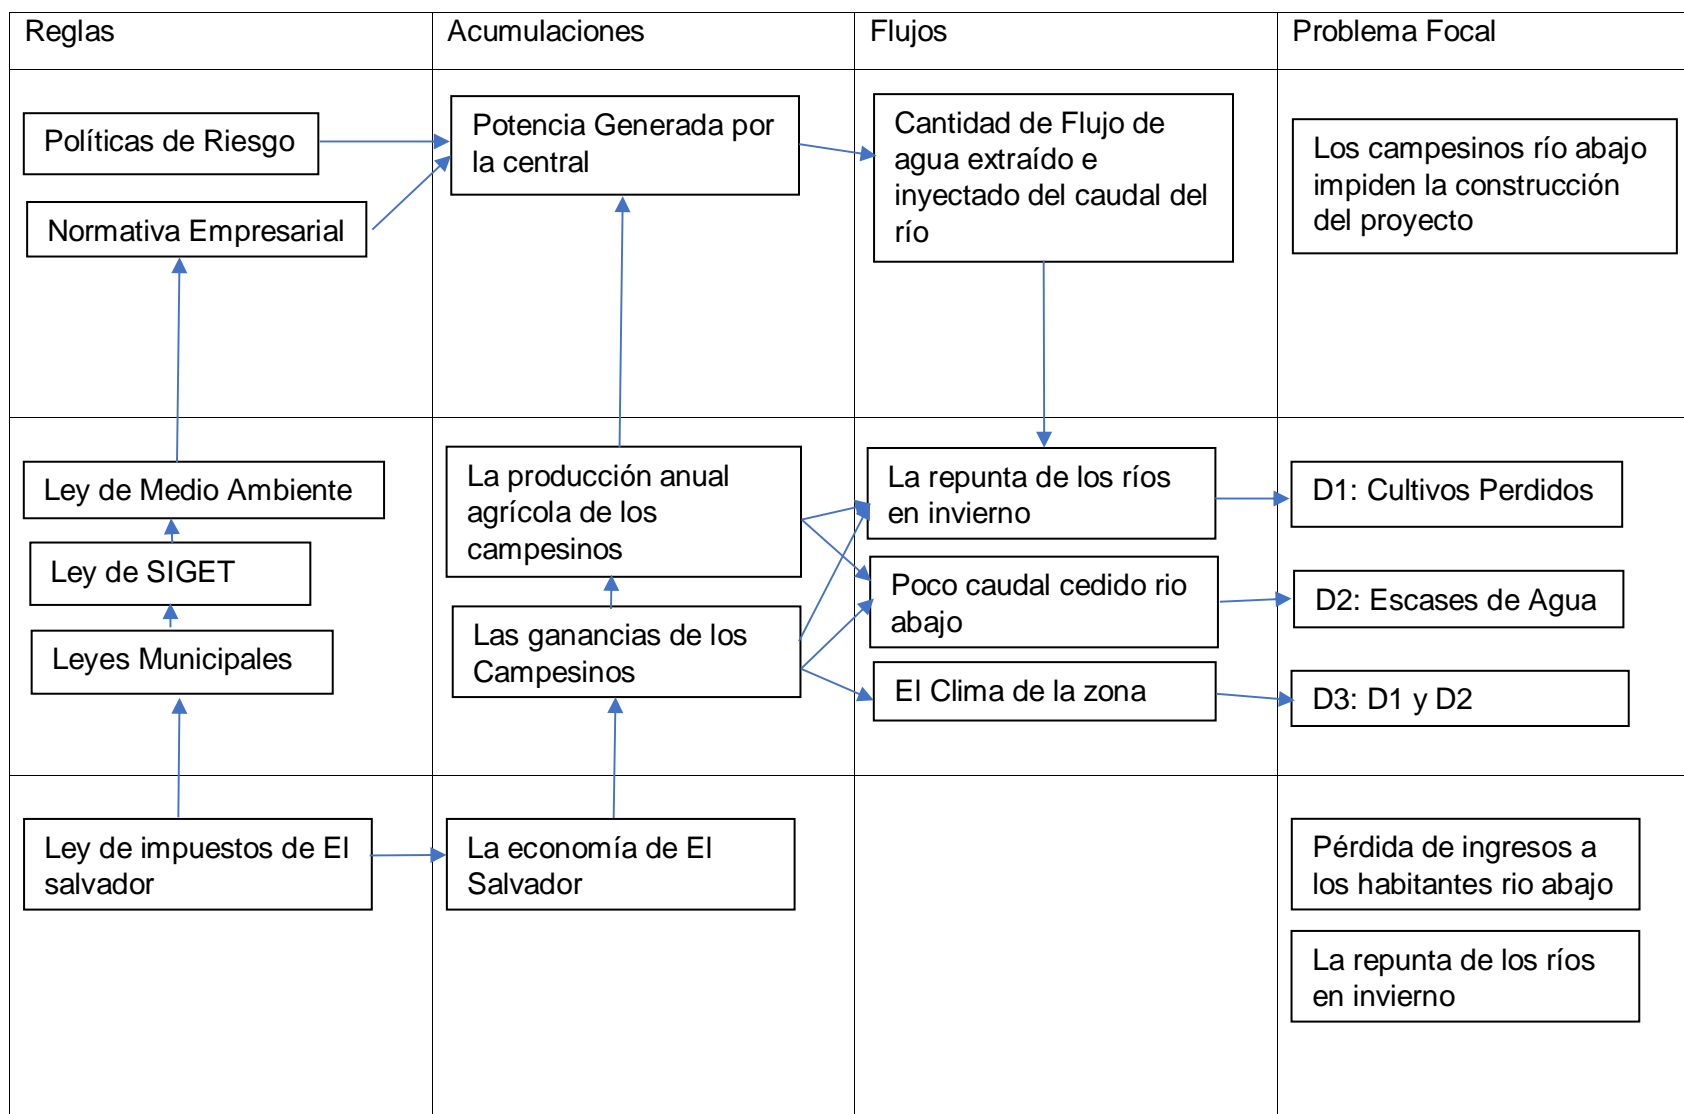 Reglas
Acumulaciones
Flujos
Problema Focal
Políticas de Riesgo
Normativa Empresarial
Potencia Generada por
la central
Cantidad de Flujo de
agua extraído e
inyectado del caudal del
río
Los campesinos río abajo
impiden la construcción
del proyecto
Ley de Medio Ambiente
Ley de SIGET
Leyes Municipales
La producción anual
agrícola de los
campesinos
Las ganancias de los
Campesinos
La repunta de los ríos
en invierno
Poco caudal cedido rio
abajo
El Clima de la zona
D1: Cultivos Perdidos
D2: Escases de Agua
D3: D1 y D2
Ley de impuestos de El
salvador
La economía de El
Salvador
Pérdida de ingresos a
los habitantes rio abajo
La repunta de los ríos
en invierno